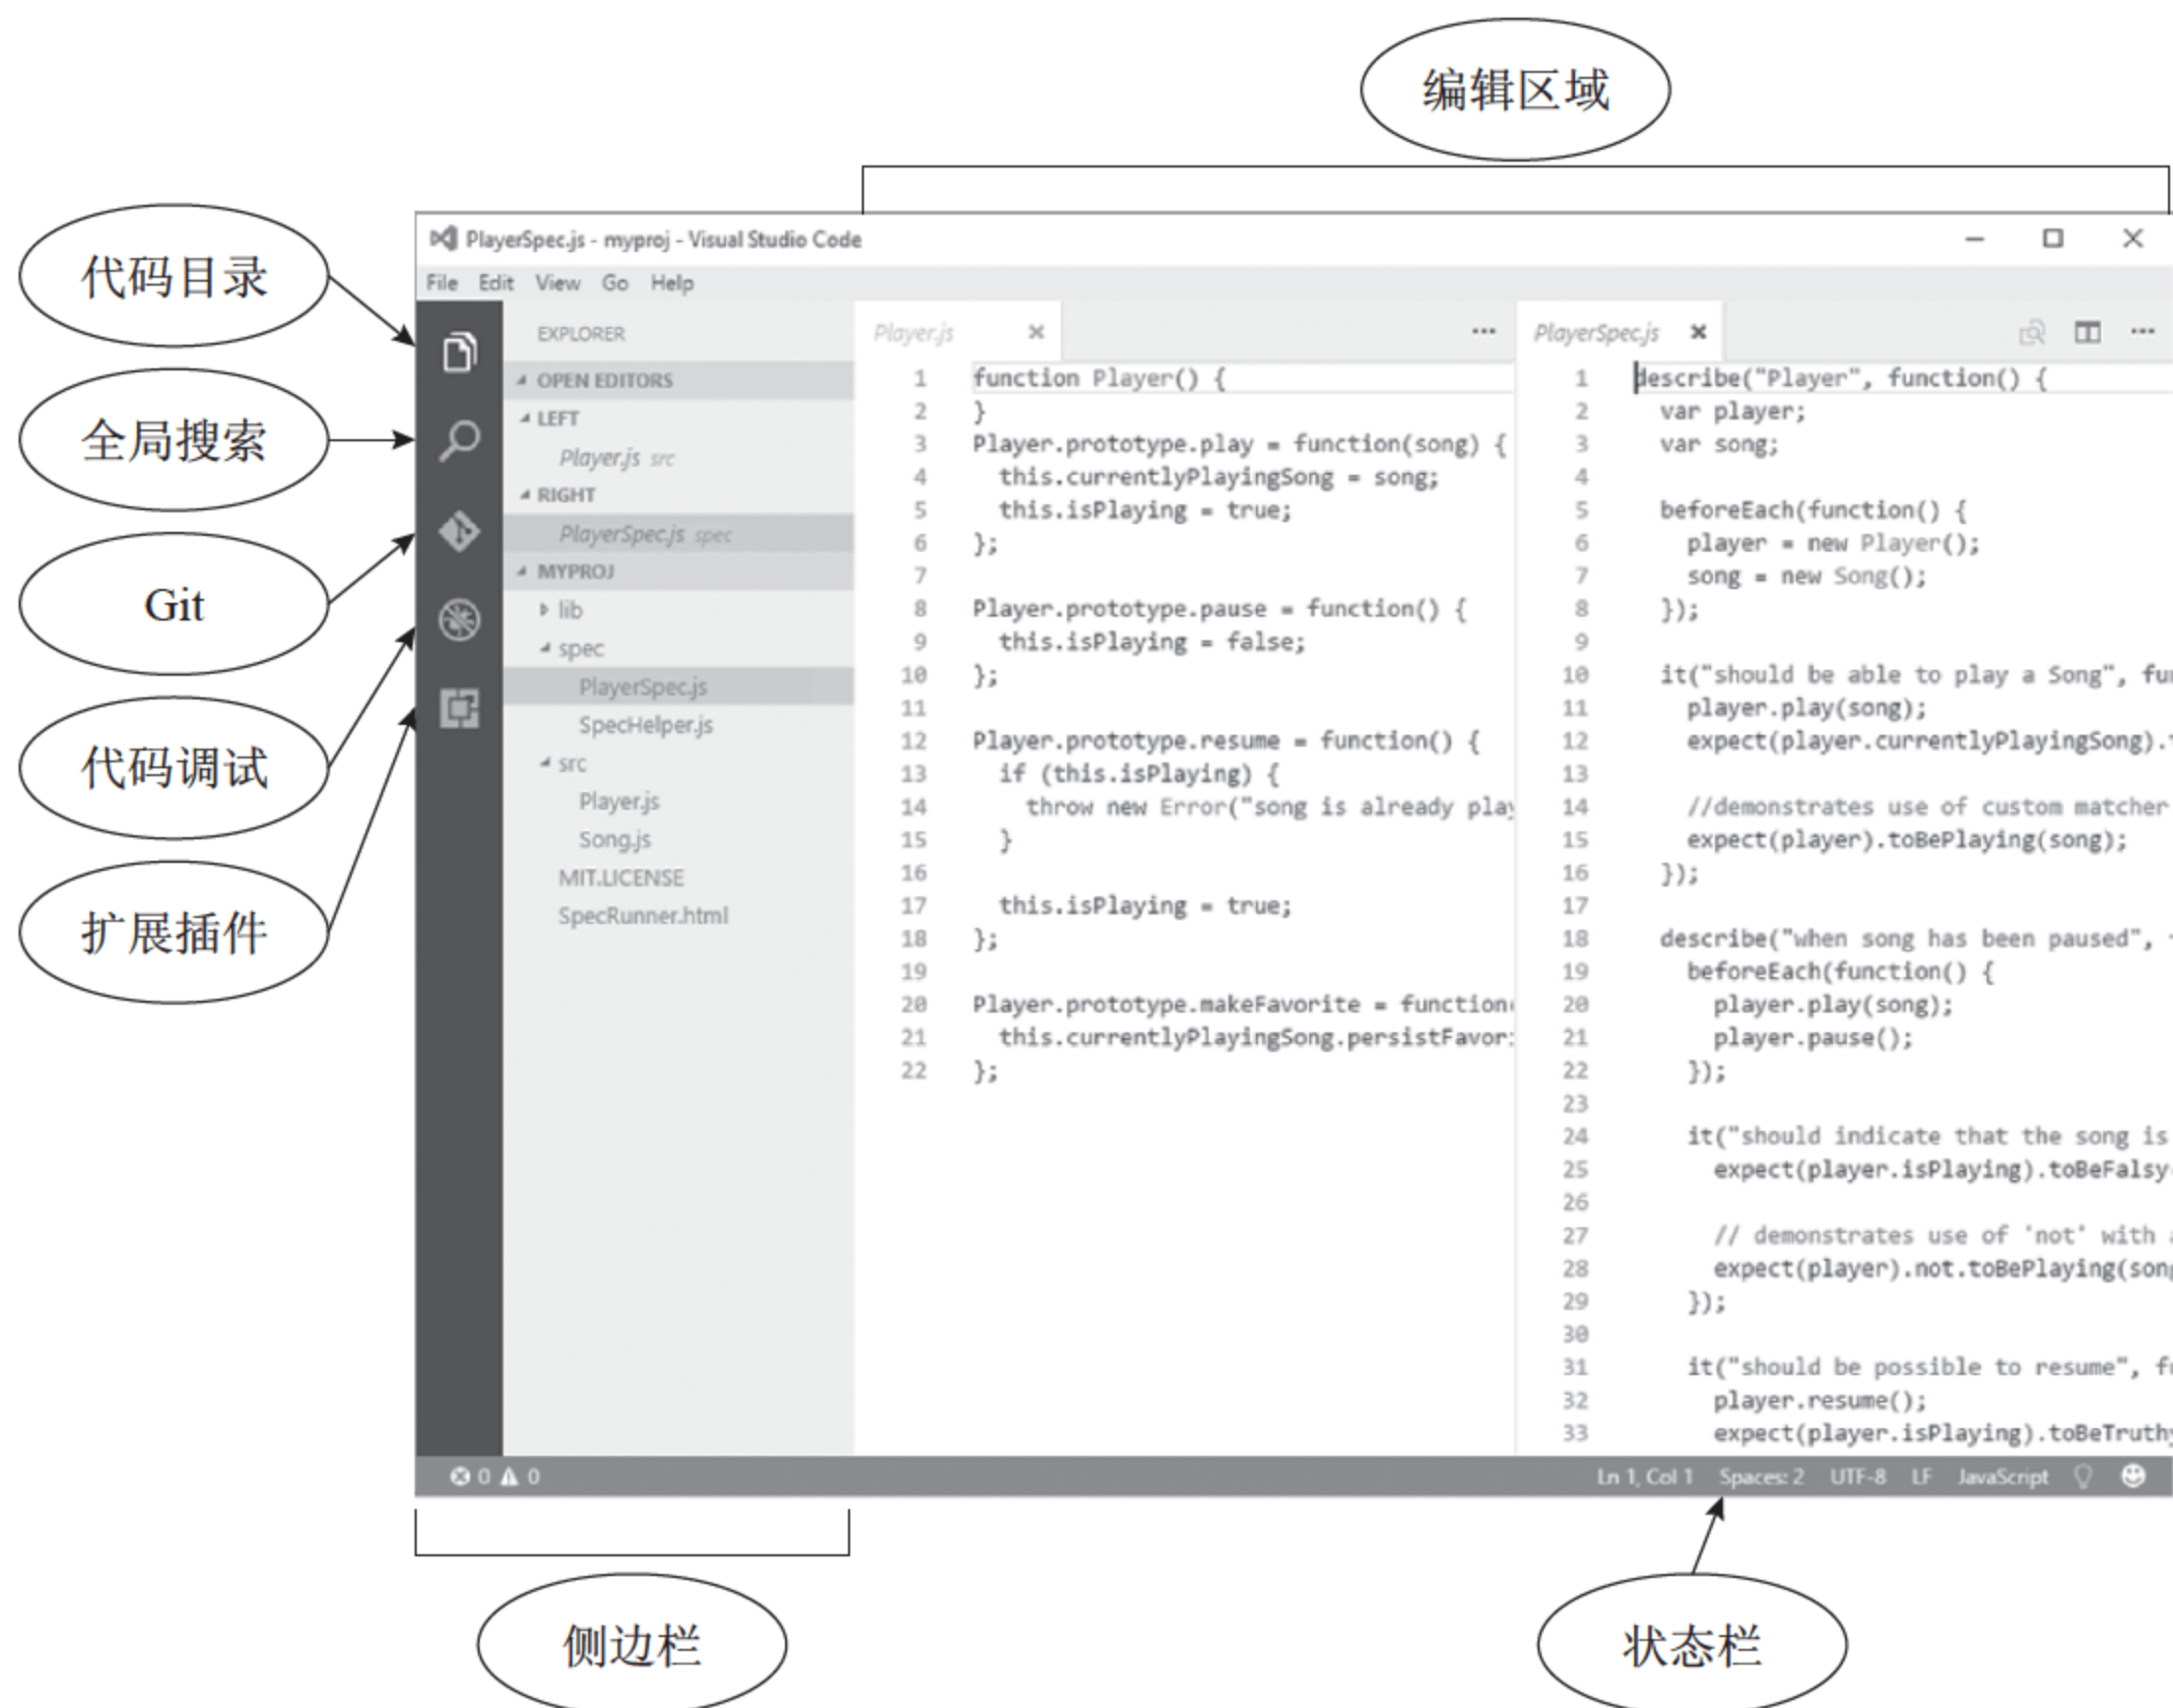 编辑区域
代码目录
全局搜索
Git
代码调试
扩展插件
PlayerSpec.js - myproj - Visual Studio Code
File Edit View Go Help
EXPLORER
OPEN EDITORS
LEFT
Player.js src
RIGHT
PlayerSpec.js spec
MYPROJ
lib
spec
PlayerSpec.js
SpecHelper.js
src
Player.js
Song.js
MIT.LICENSE
SpecRunner.html
Player.js
1 function Player() {
2 }
3 Player.prototype.play = function(song) {
4 this.currentlyPlayingSong = song;
5 this.isPlaying = true;
6 };
7
8 Player.prototype.pause = function() {
9 this.isPlaying = false;
10 };
11
12 Player.prototype.resume = function() {
13 if (this.isPlaying) {
14 throw new Error("song is already play
15 }
16
17 this.isPlaying = true;
18 };
19
20 Player.prototype.makeFavorite = function(
21 this.currentlyPlayingSong.persistFavor
22 };
PlayerSpec.js
1 describe("Player", function() {
2 var player;
3 var song;
4
5 beforeEach(function() {
6 player = new Player();
7 song = new Song();
8 });
9
10 it("should be able to play a Song", fu
11 player.play(song);
12 expect(player.currentlyPlayingSong).
13
14 //demonstrates use of custom matcher
15 expect(player).toBePlaying(song);
16 });
17
18 describe("when song has been paused",
19 beforeEach(function() {
20 player.play(song);
21 player.pause();
22 });
23
24 it("should indicate that the song is
25 expect(player.isPlaying).toBeFalsy
26
27 // demonstrates use of 'not' with
28 expect(player).not.toBePlaying(song
29 });
30
31 it("should be possible to resume", f
32 player.resume();
33 expect(player.isPlaying).toBeTruthy
0 0
Ln 1, Col 1 Spaces: 2 UTF-8 LF JavaScript
侧边栏
状态栏